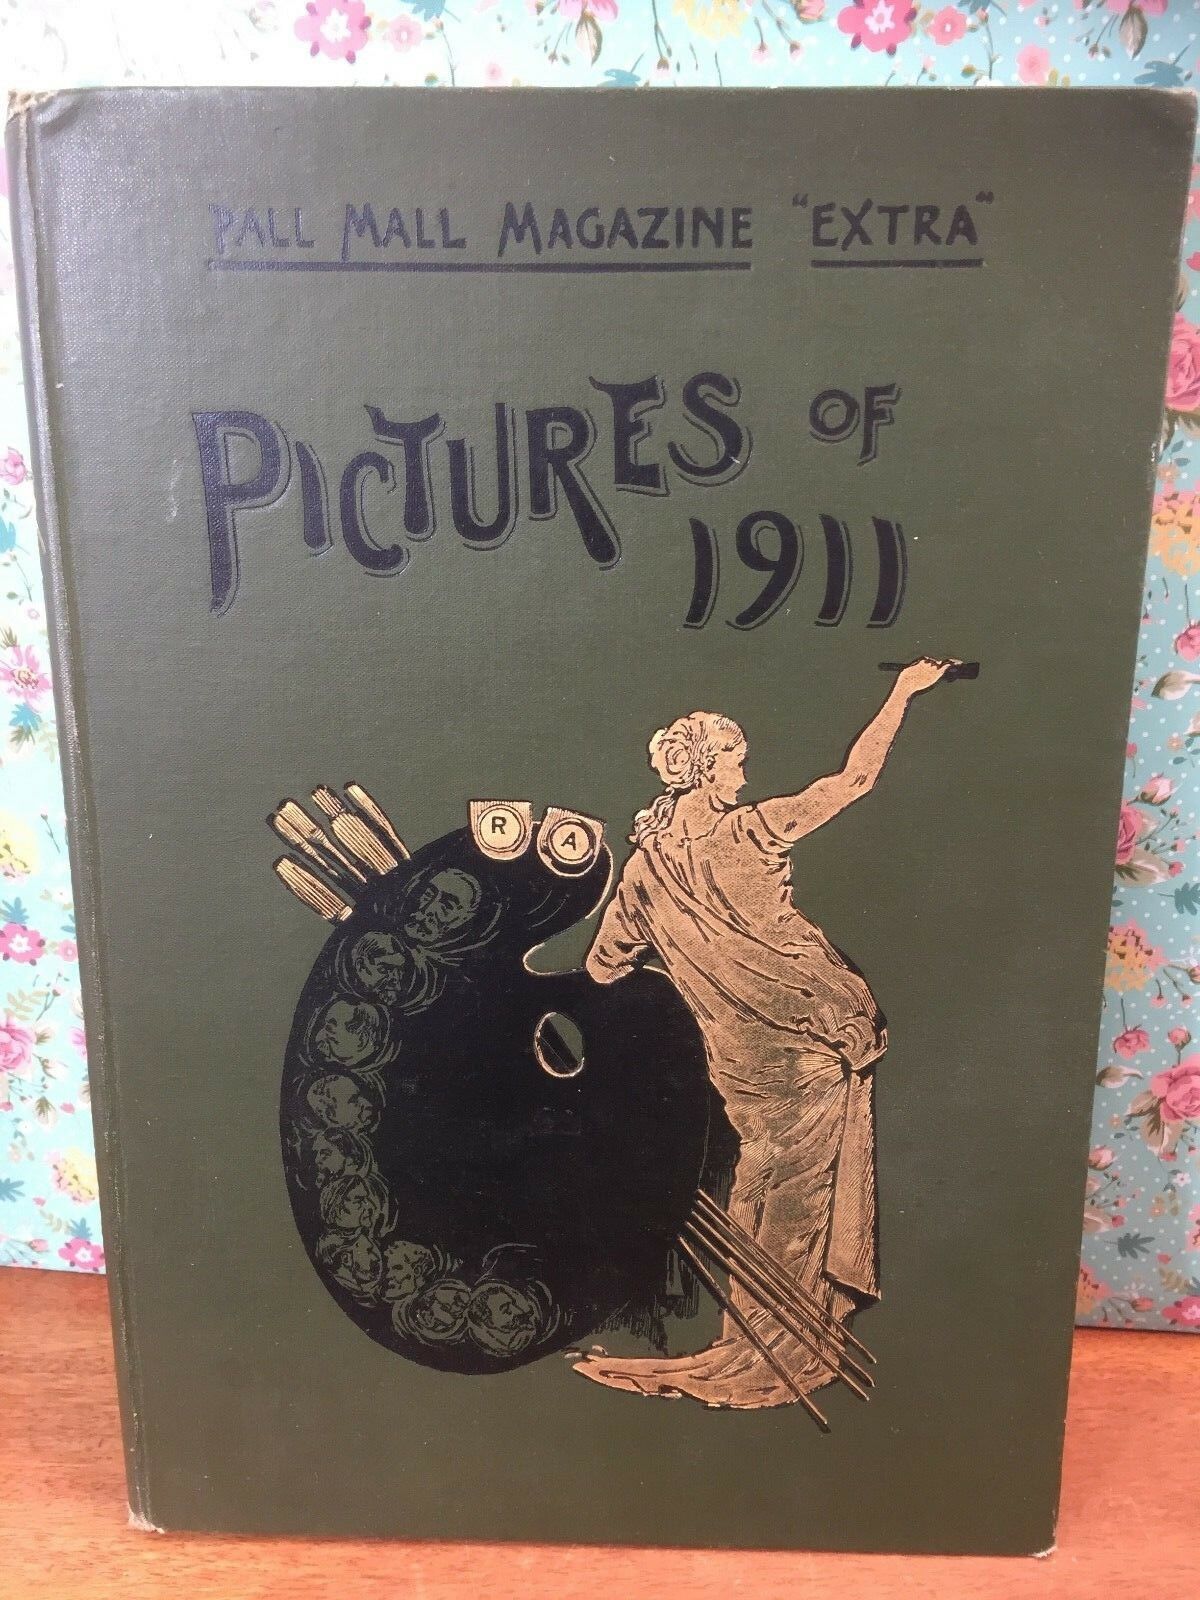 PALL MALL MAGAZINE "EXTRA"
PICTURES OF
1911
R A